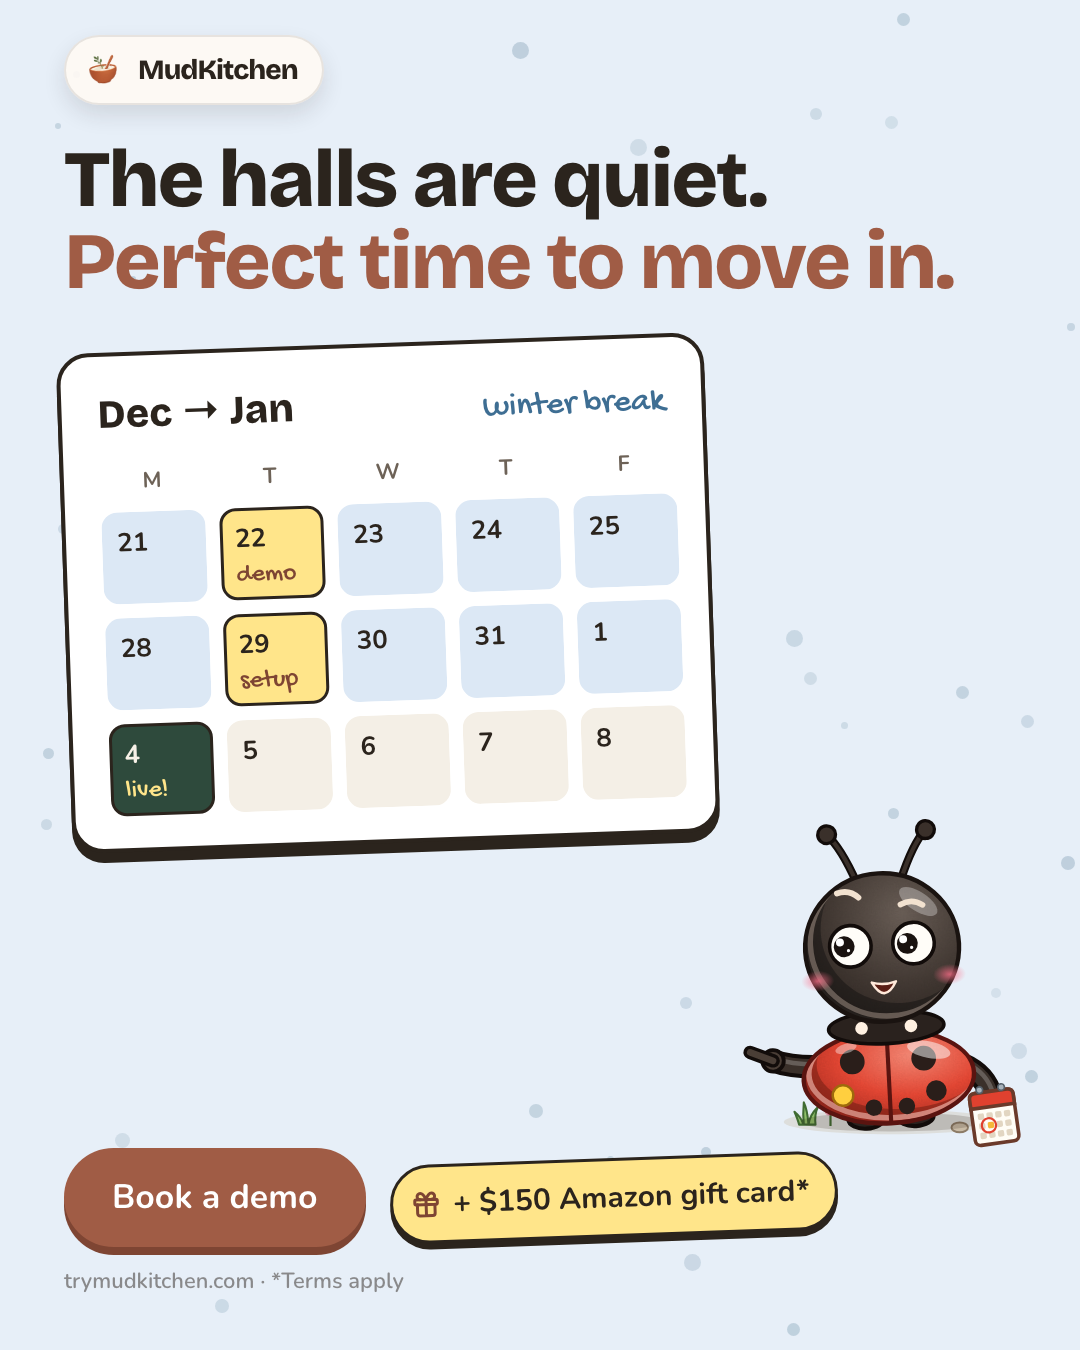 MudKitchen
The halls are quiet.
Perfect time to move in.
Dec → Jan
winter break
M T W T F
21 22 23 24 25
demo
28 29 30 31 1
setup
4 5 6 7 8
live!
Book a demo
+ $150 Amazon gift card*
trymudkitchen.com · *Terms apply